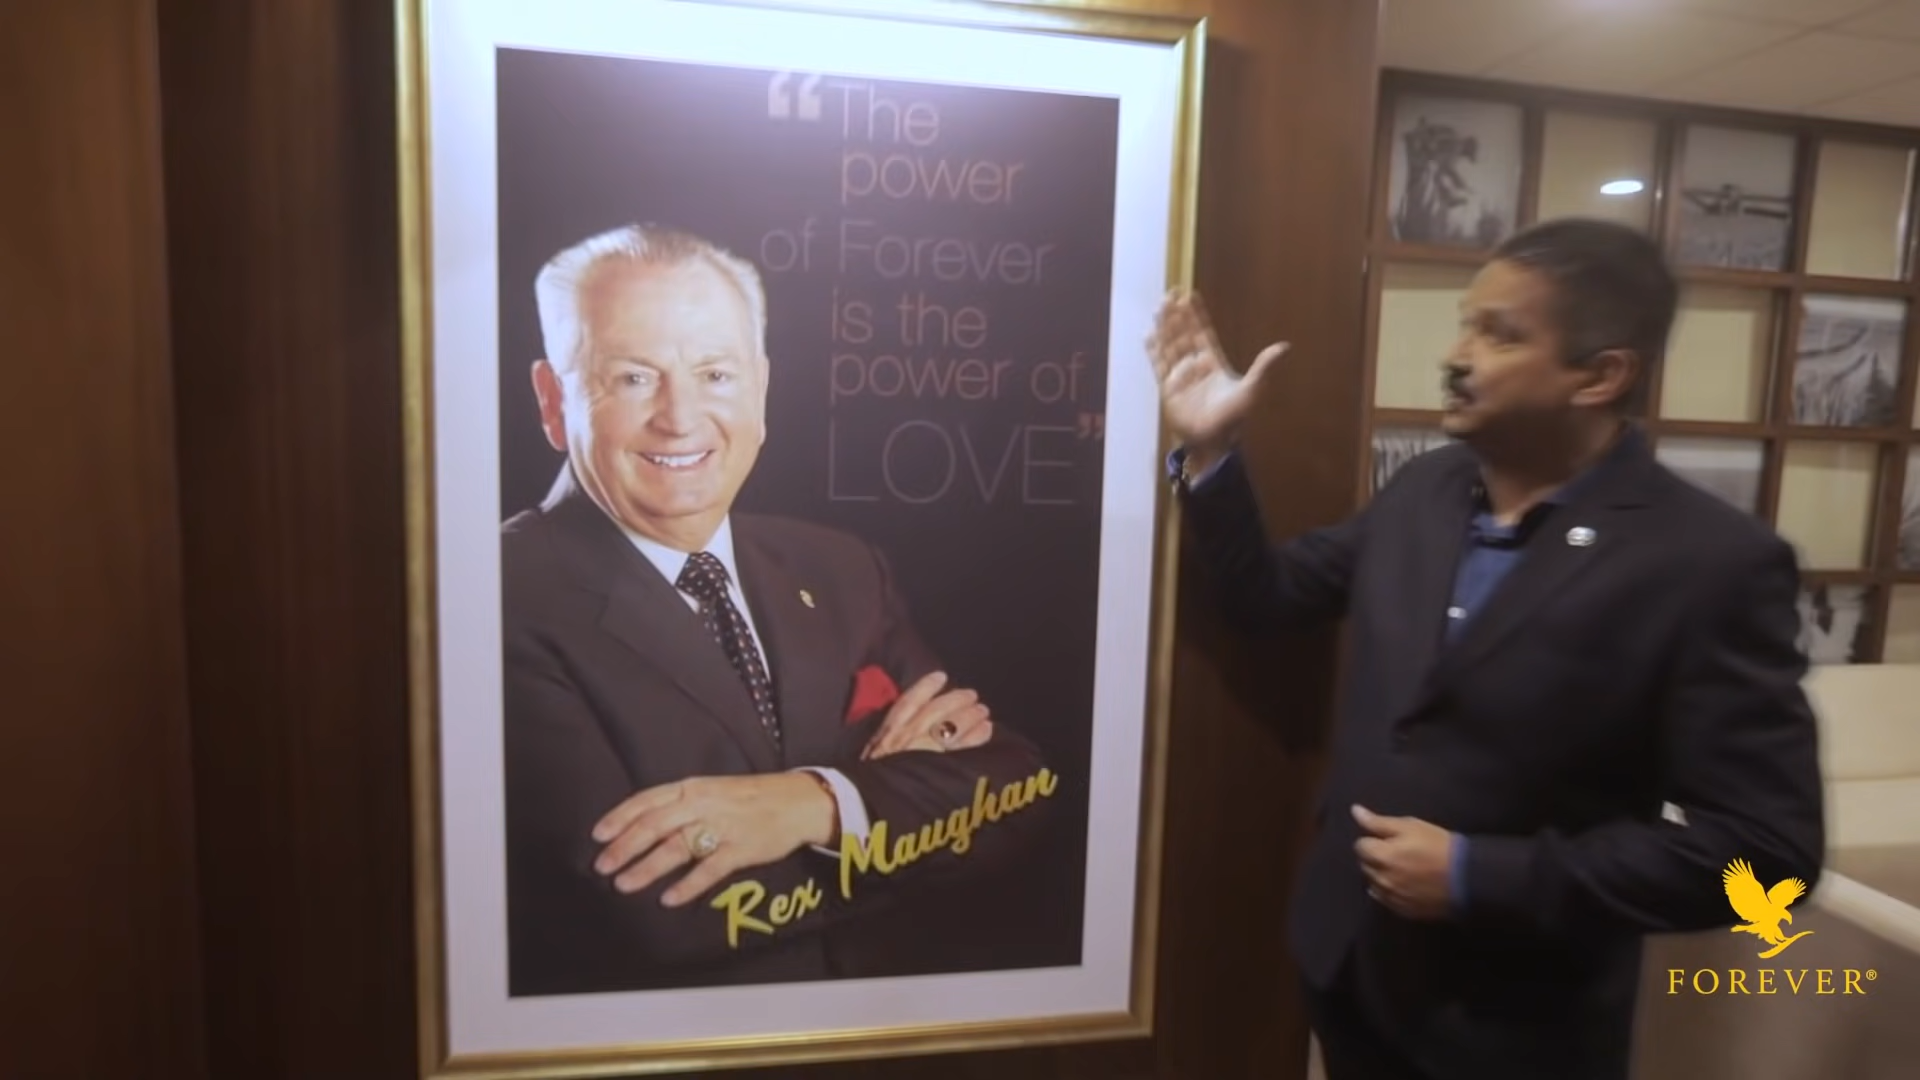 “The
power
of Forever
is the
power of
LOVE”
Rex Maughan
FOREVER®